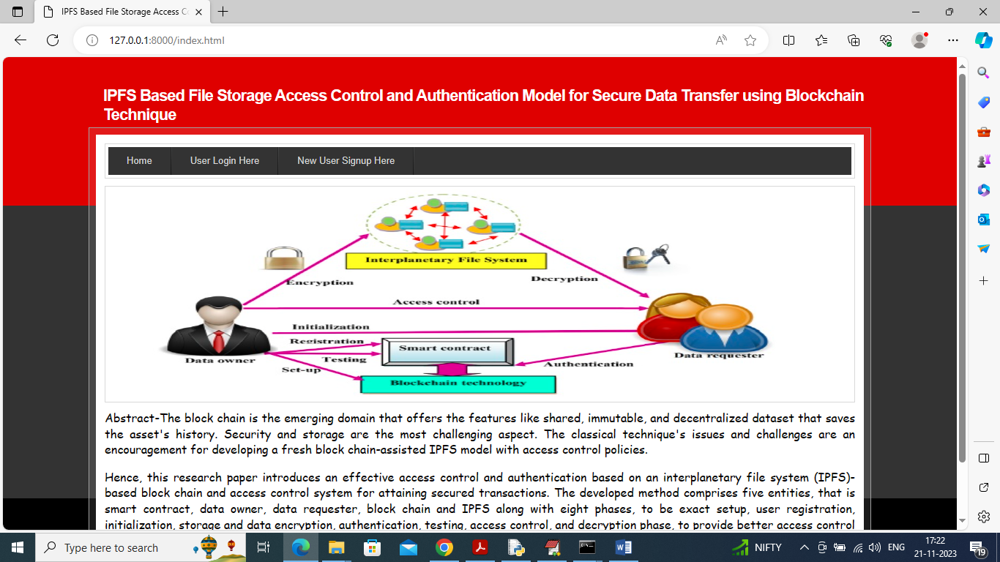 IPFS Based File Storage Access C
127.0.0.1:8000/index.html
IPFS Based File Storage Access Control and Authentication Model for Secure Data Transfer using Blockchain
Technique
Home User Login Here New User Signup Here
Interplanetary File System
Encryption
Decryption
Access control
Initialization
Registration
Smart contract
Testing
Data owner
Data requester
Authentication
Set-up
Blockchain technology
Abstract-The block chain is the emerging domain that offers the features like shared, immutable, and decentralized dataset that saves
the asset's history. Security and storage are the most challenging aspect. The classical technique's issues and challenges are an
encouragement for developing a fresh block chain-assisted IPFS model with access control policies.
Hence, this research paper introduces an effective access control and authentication based on an interplanetary file system (IPFS)-
based block chain and access control system for attaining secured transactions. The developed method comprises five entities, that is
smart contract, data owner, data requester, block chain and IPFS along with eight phases, to be exact setup, user registration,
initialization, storage and data encryption, authentication, testing, access control, and decryption phase, to provide better access control
Type here to search
NIFTY
ENG
17:22
21-11-2023
19